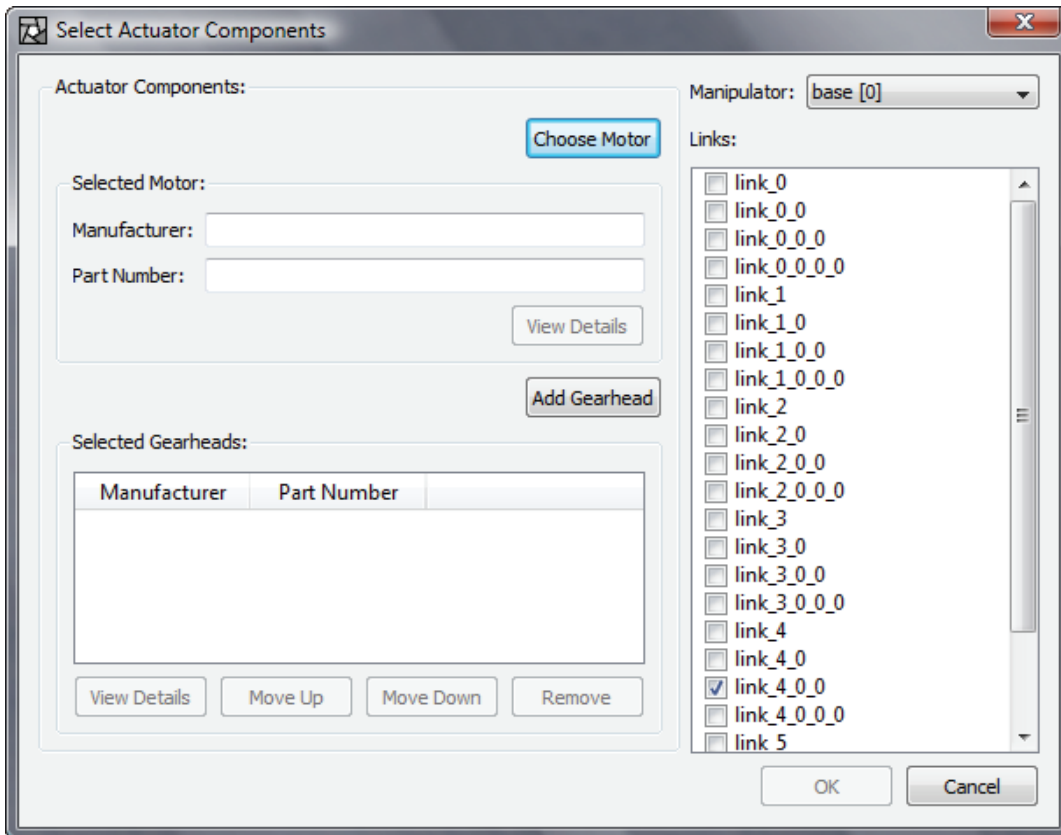 Select Actuator Components
Actuator Components:
Choose Motor
Selected Motor:
Manufacturer:
Part Number:
View Details
Add Gearhead
Selected Gearheads:
Manufacturer Part Number
View Details Move Up Move Down Remove
Manipulator: base [0]
Links:
link_0
link_0_0
link_0_0_0
link_0_0_0_0
link_1
link_1_0
link_1_0_0
link_1_0_0_0
link_2
link_2_0
link_2_0_0
link_2_0_0_0
link_3
link_3_0
link_3_0_0
link_3_0_0_0
link_4
link_4_0
link_4_0_0
link_4_0_0_0
link_5
OK Cancel